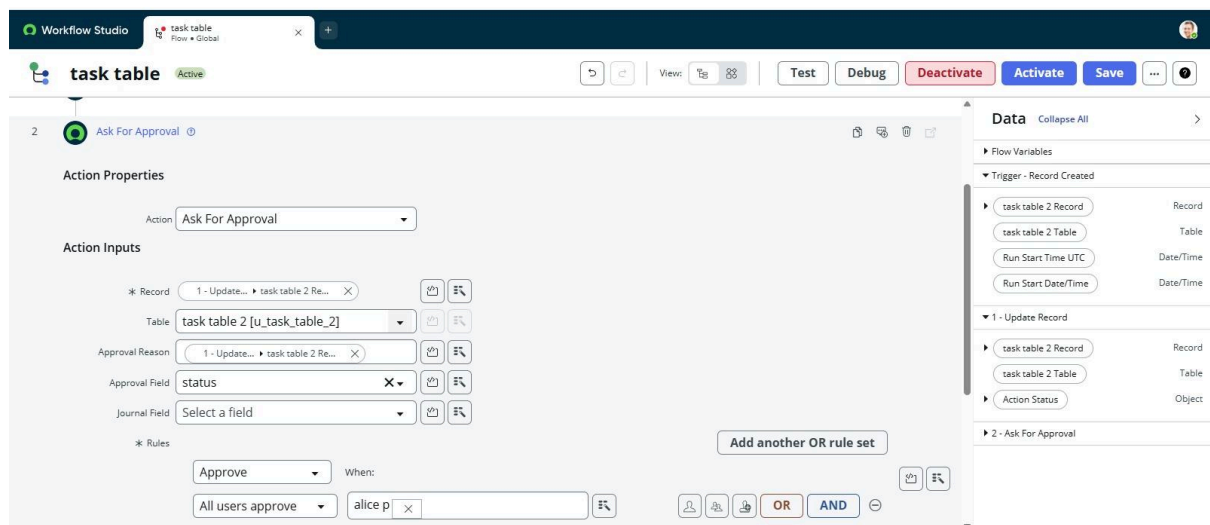 Workflow Studio
task table
Flow • Global
task table Active
View:
Test
Debug
Deactivate
Activate
Save
Data Collapse All
2 Ask For Approval
Flow Variables
Action Properties
Trigger - Record Created
task table 2 Record Record
Action Ask For Approval
task table 2 Table Table
Action Inputs
Run Start Time UTC Date/Time
Run Start Date/Time Date/Time
* Record 1 - Update... ▸ task table 2 Re...
Table task table 2 [u_task_table_2]
1 - Update Record
Approval Reason 1 - Update... ▸ task table 2 Re...
task table 2 Record Record
task table 2 Table Table
Approval Field status
Action Status Object
Journal Field Select a field
2 - Ask For Approval
* Rules
Add another OR rule set
Approve When:
All users approve alice p OR AND